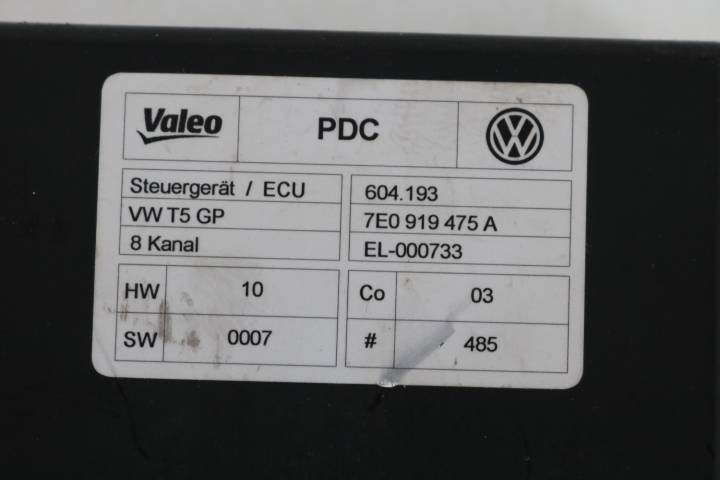 Valeo PDC VW
Steuergerät / ECU 604.193
VW T5 GP 7E0 919 475 A
8 Kanal EL-000733
HW 10 Co 03
SW 0007 # 485